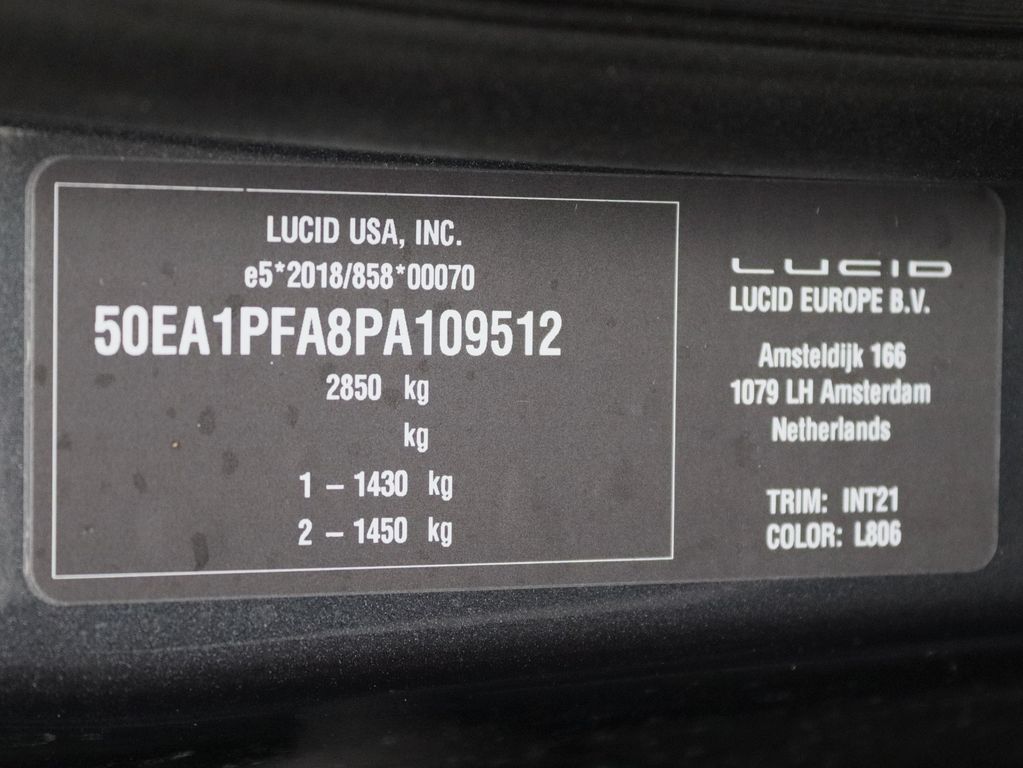 LUCID USA, INC.
e5*2018/858*00070
50EA1PFA8PA109512
2850 kg
kg
1 – 1430 kg
2 – 1450 kg
LUCID
LUCID EUROPE B.V.
Amsteldijk 166
1079 LH Amsterdam
Netherlands
TRIM: INT21
COLOR: L806